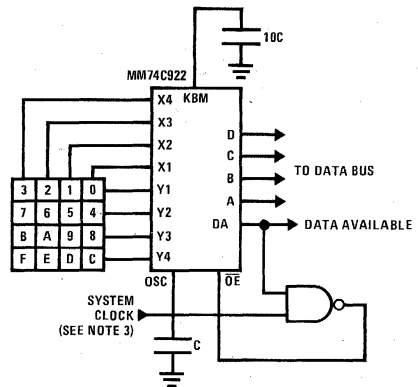 10C
MM74C922
KBM
X4
X3
X2
X1
Y1
Y2
Y3
Y4
3 2 1 0
7 6 5 4
B A 9 8
F E D C
D
C
B
A
DA
TO DATA BUS
DATA AVAILABLE
OSC
OE
SYSTEM
CLOCK
(SEE NOTE 3)
C